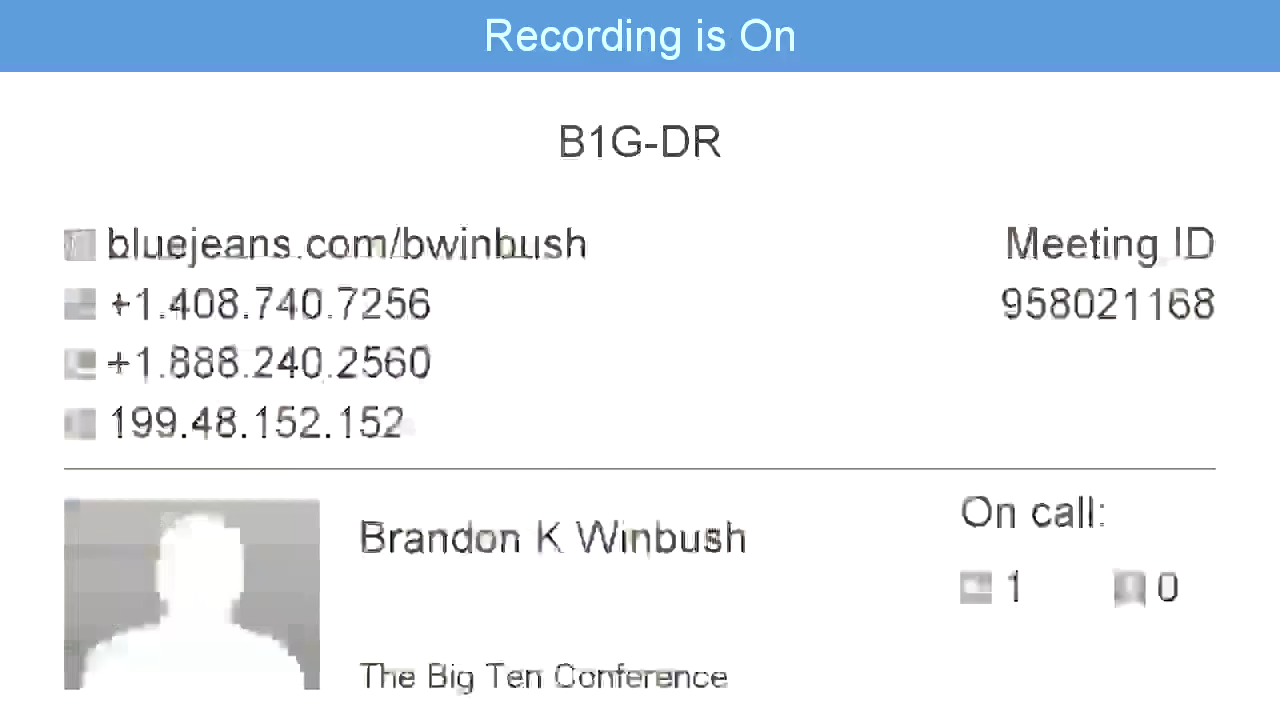 Recording is On
B1G-DR
bluejeans.com/bwinbush
Meeting ID
+1.408.740.7256
958021168
+1.888.240.2560
199.48.152.152
Brandon K Winbush
On call:
1 0
The Big Ten Conference